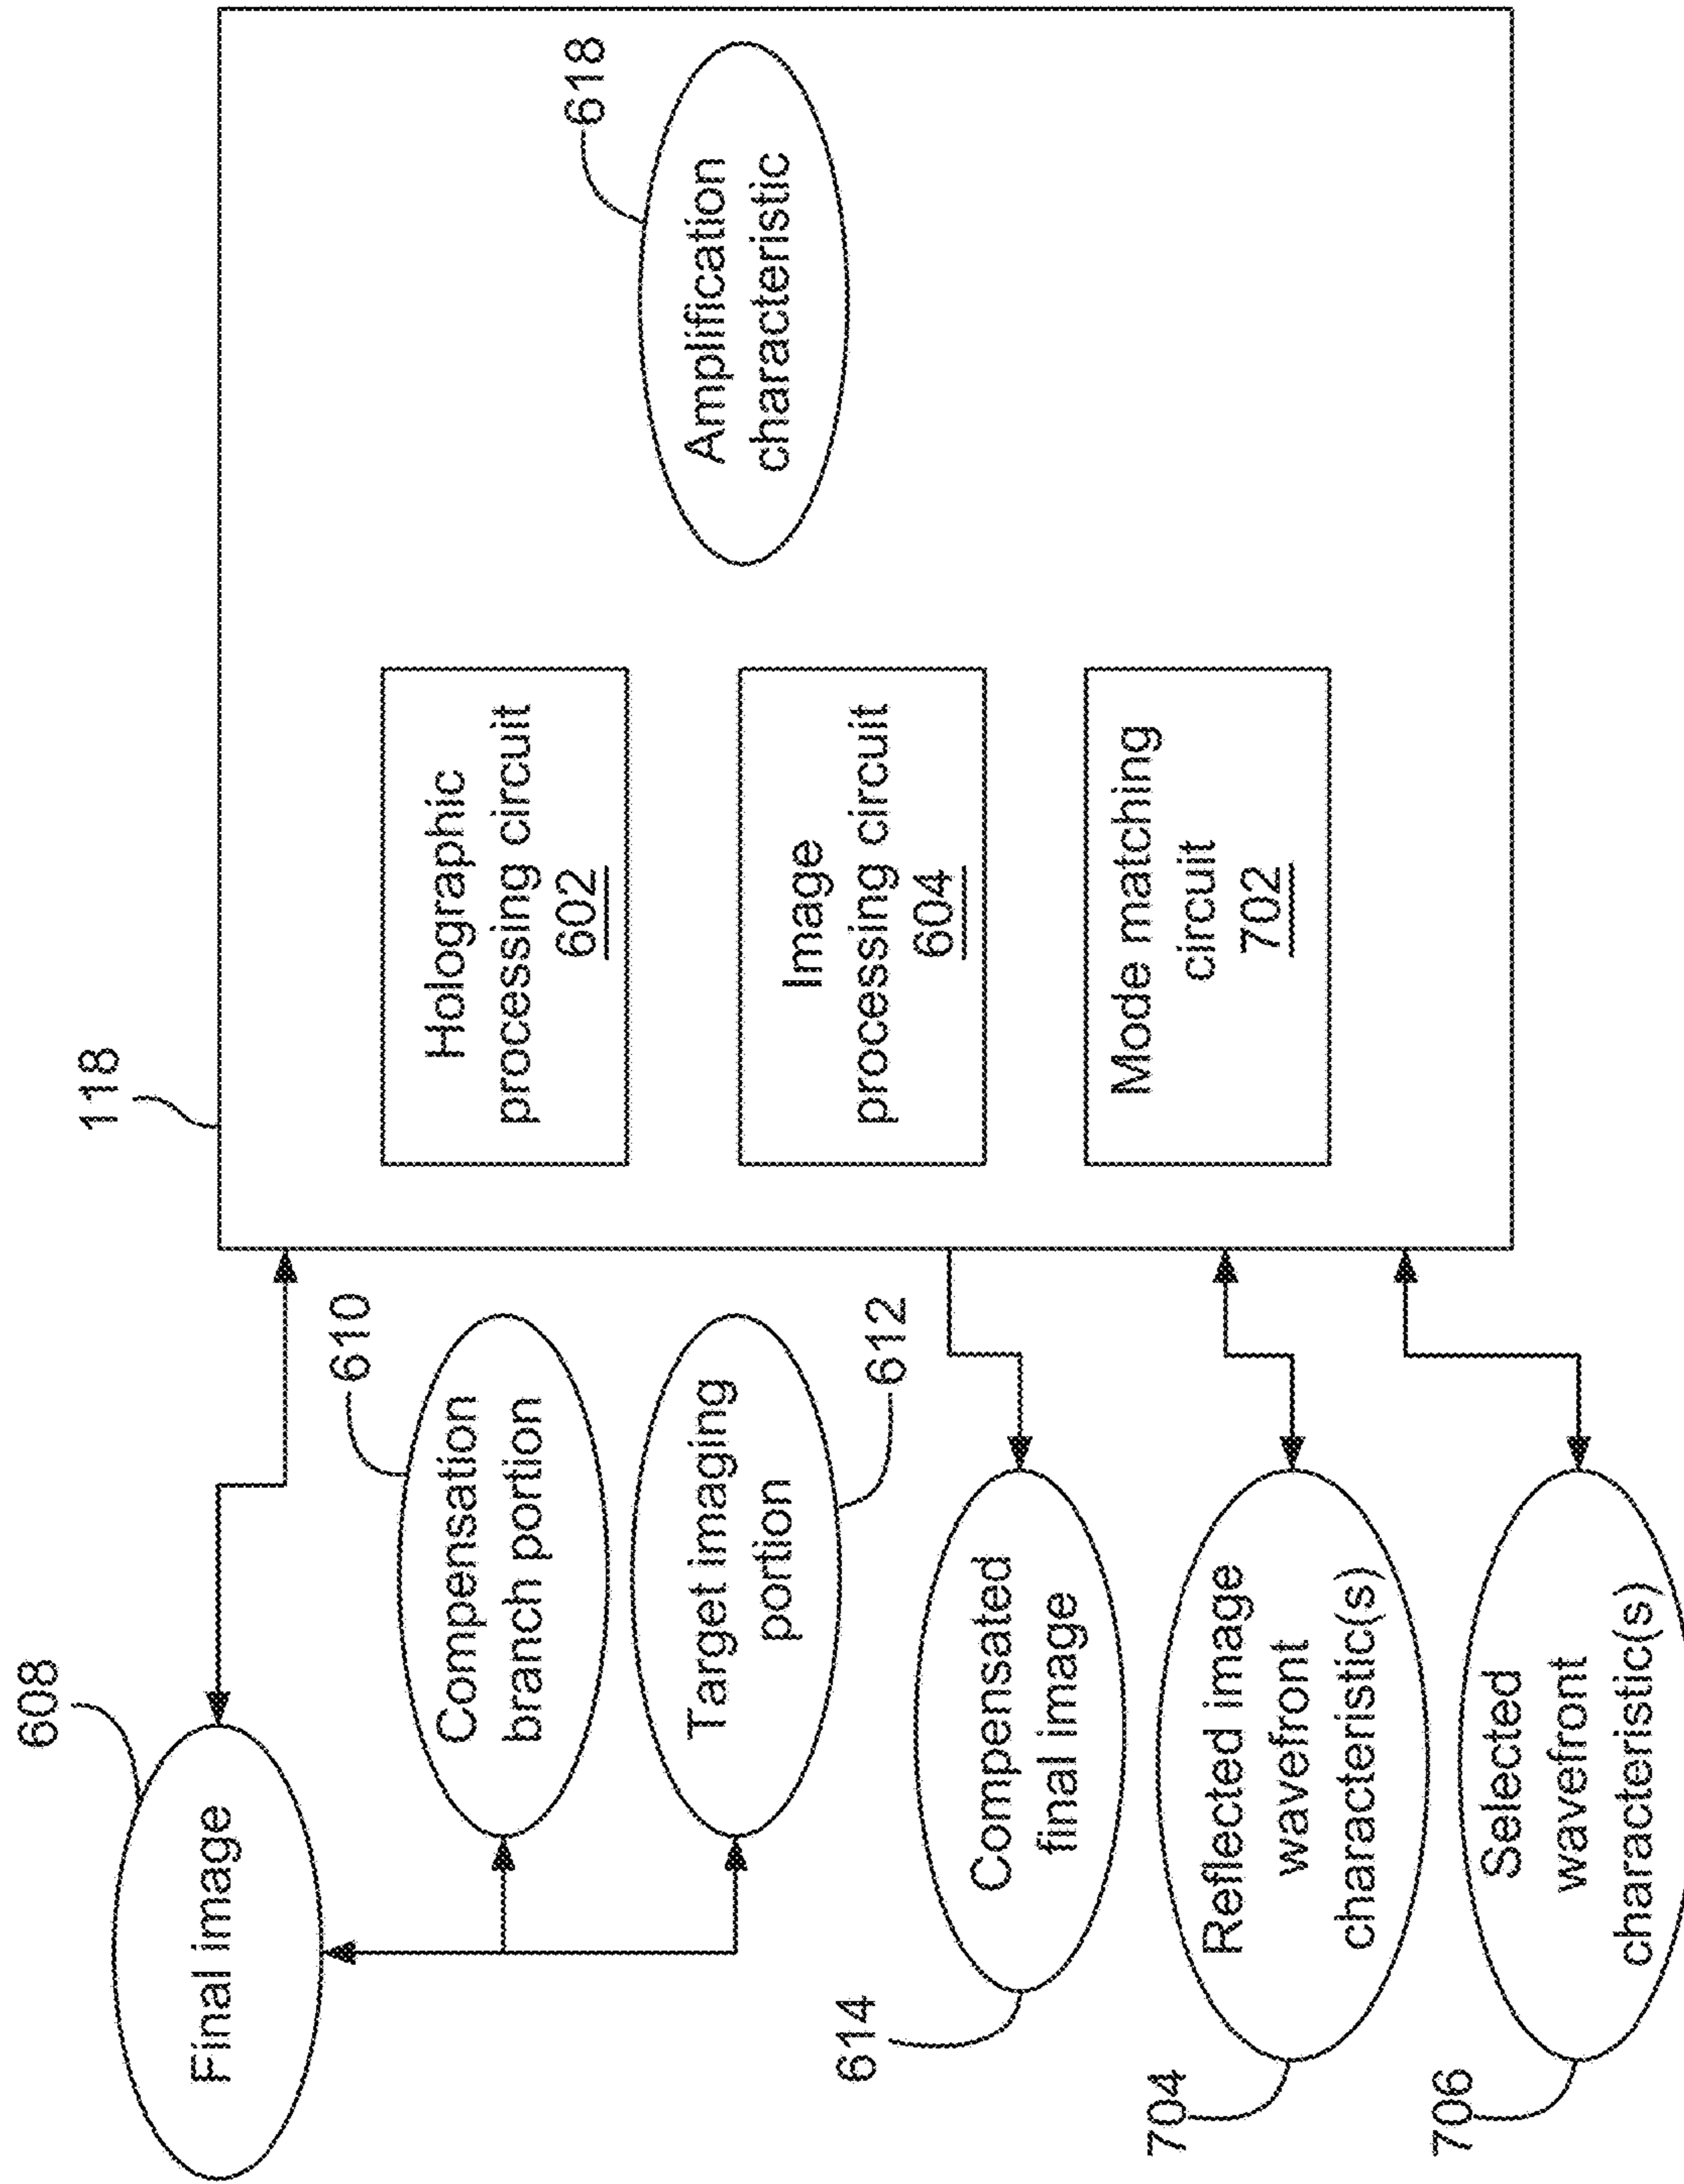 118
608
Final image
610
Compensation
branch portion
Target imaging
portion
612
614
Compensated
final image
704
Reflected image
wavefront
characteristic(s)
706
Selected
wavefront
characteristic(s)
Holographic
processing circuit
602
Image
processing circuit
604
Mode matching
circuit
702
618
Amplification
characteristic